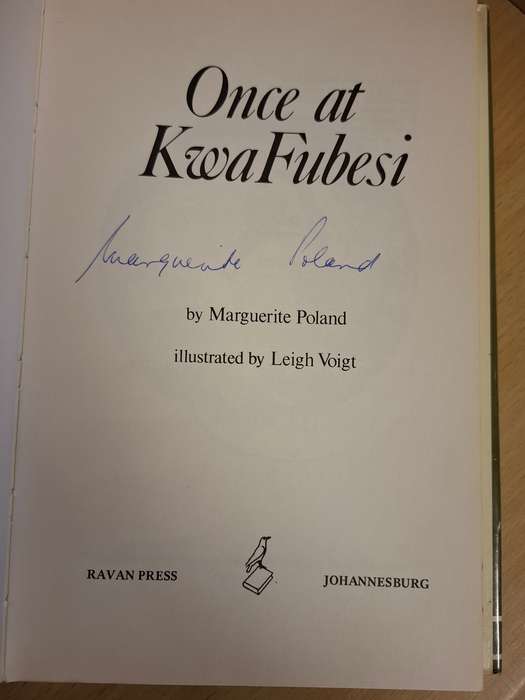 Once at
KwaFubesi
Marguerite Poland
by Marguerite Poland
illustrated by Leigh Voigt
RAVAN PRESS JOHANNESBURG